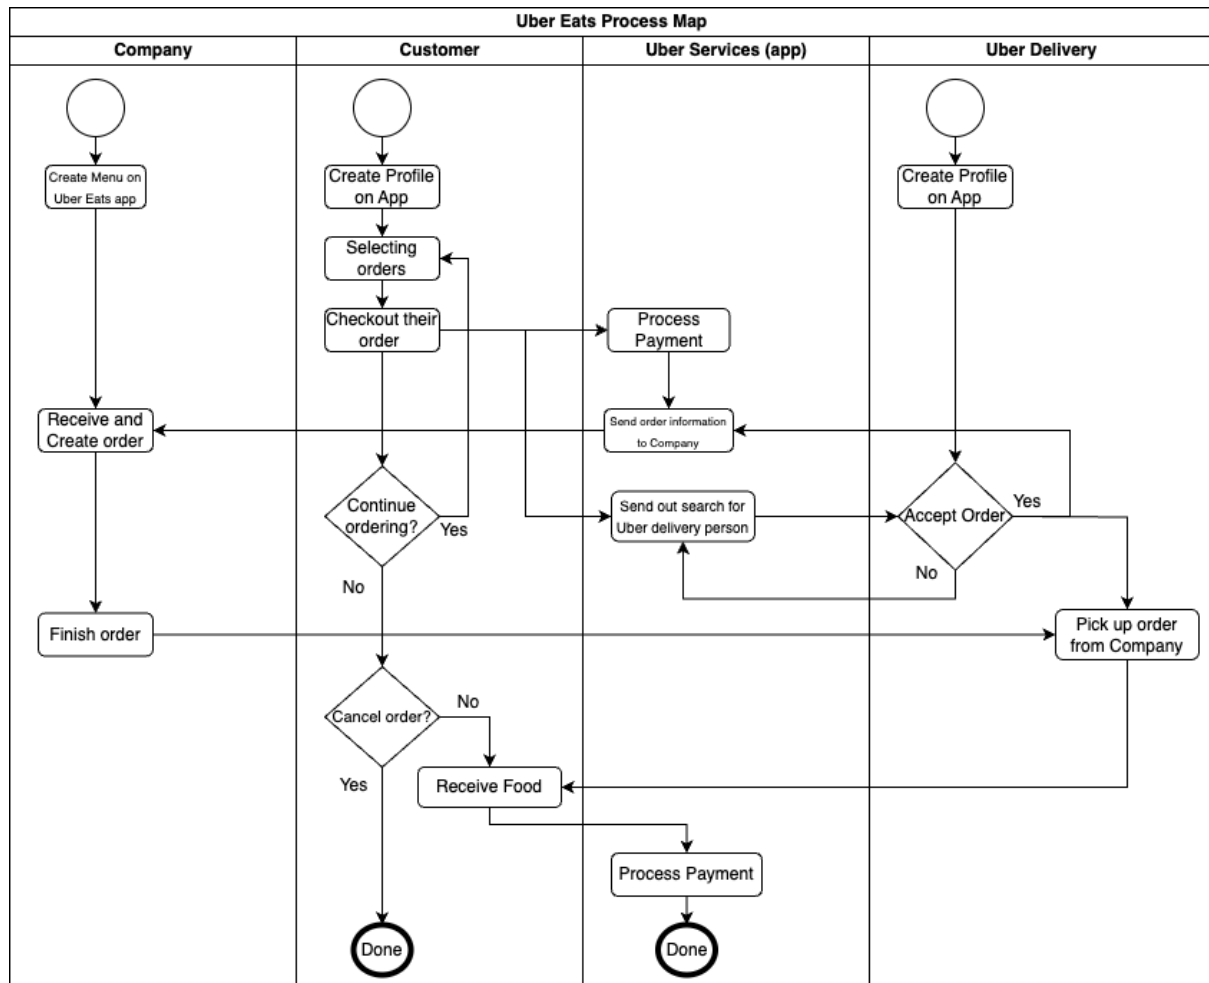 Uber Eats Process Map
Company
Customer
Uber Services (app)
Uber Delivery
Create Menu on
Uber Eats app
Create Profile
on App
Create Profile
on App
Selecting
orders
Checkout their
order
Process
Payment
Receive and
Create order
Send order information
to Company
Continue
ordering?
Yes
No
Send out search for
Uber delivery person
Accept Order
Yes
No
Finish order
Pick up order
from Company
Cancel order?
No
Yes
Receive Food
Process Payment
Done
Done